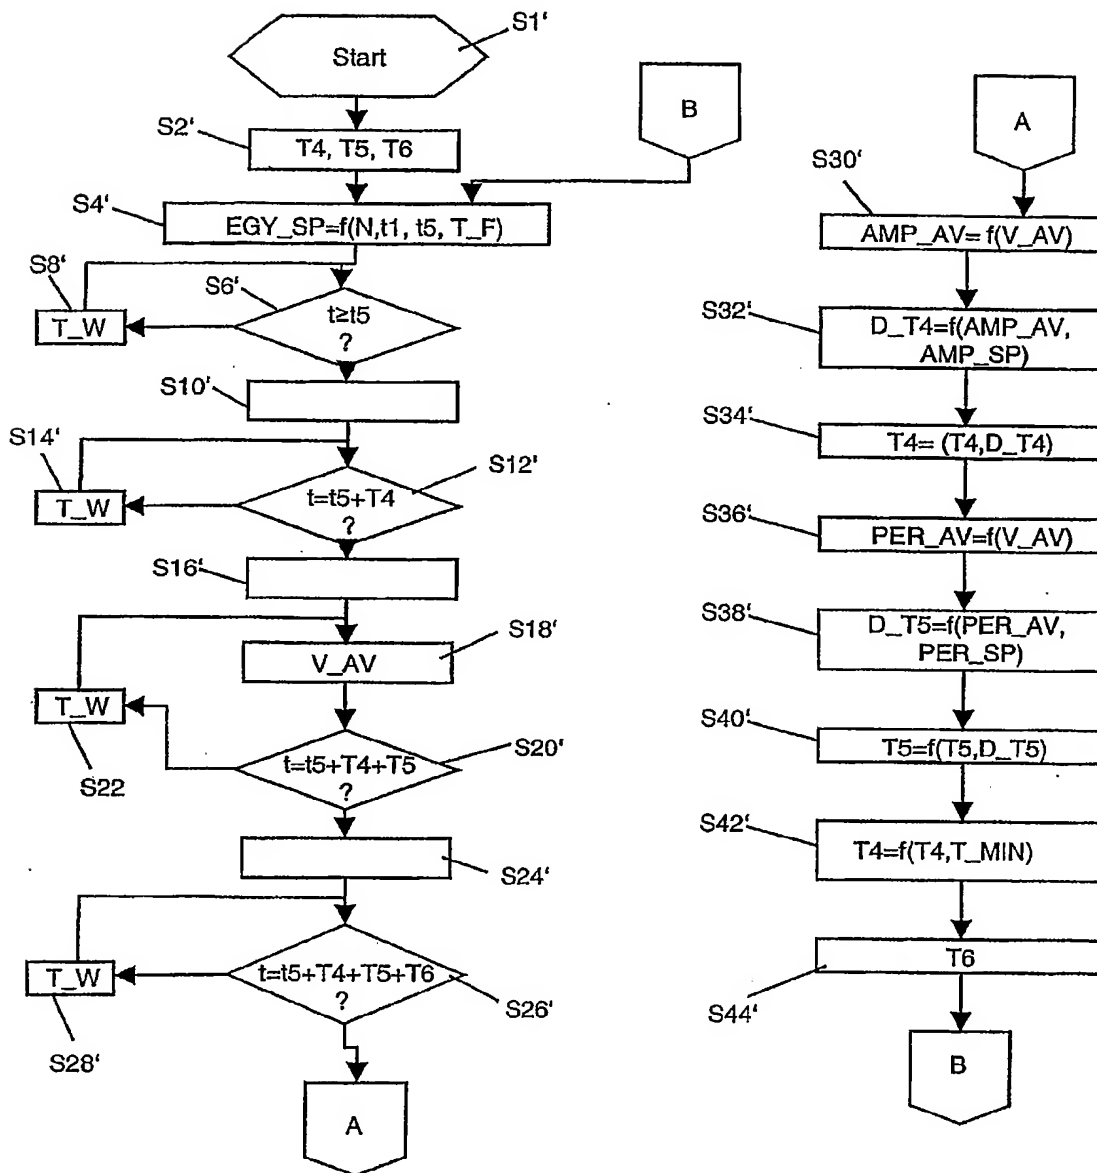 Start
S1'
S2'
T4, T5, T6
B
S4'
EGY_SP=f(N,t1, t5, T_F)
S8'
T_W
S6'
t≥t5
?
S10'
S14'
T_W
S12'
t=t5+T4
?
S16'
S18'
V_AV
T_W
S22
S20'
t=t5+T4+T5
?
S24'
T_W
S28'
t=t5+T4+T5+T6
?
S26'
A
A
S30'
AMP_AV= f(V_AV)
S32'
D_T4=f(AMP_AV,
AMP_SP)
S34'
T4= (T4,D_T4)
S36'
PER_AV=f(V_AV)
S38'
D_T5=f(PER_AV,
PER_SP)
S40'
T5=f(T5,D_T5)
S42'
T4=f(T4,T_MIN)
T6
S44'
B